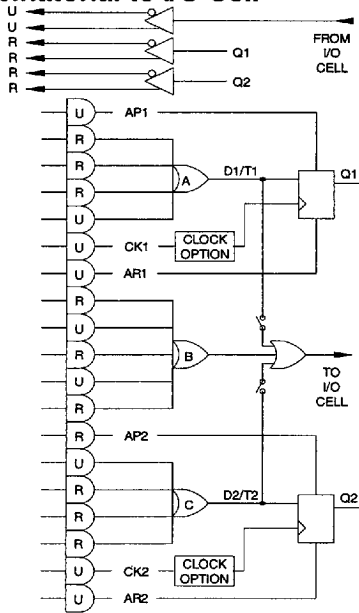 U
U
R
R
R
R
FROM
I/O
CELL
Q1
Q2
U AP1
R
R
R
U
A
D1/T1
Q1
U CK1 CLOCK
OPTION
U AR1
R
U
R
U
R
B
TO
I/O
CELL
R AP2
U
R
R
R
C
D2/T2
Q2
U CK2 CLOCK
OPTION
U AR2